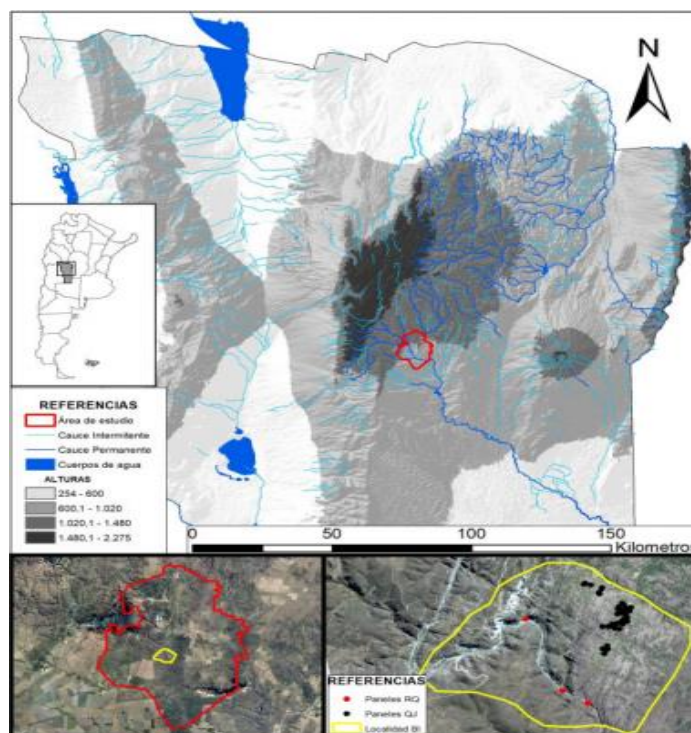 N
REFERENCIAS
Área de estudio
Cauce Intermitente
Cauce Permanente
Cuerpos de agua
ALTURAS
254 - 600
600,1 - 1.020
1.020,1 - 1.480
1.480,1 - 2.275
0 50 100 150
Kilometros
REFERENCIAS
Paneles RQ
Paneles QJ
Localidad BI